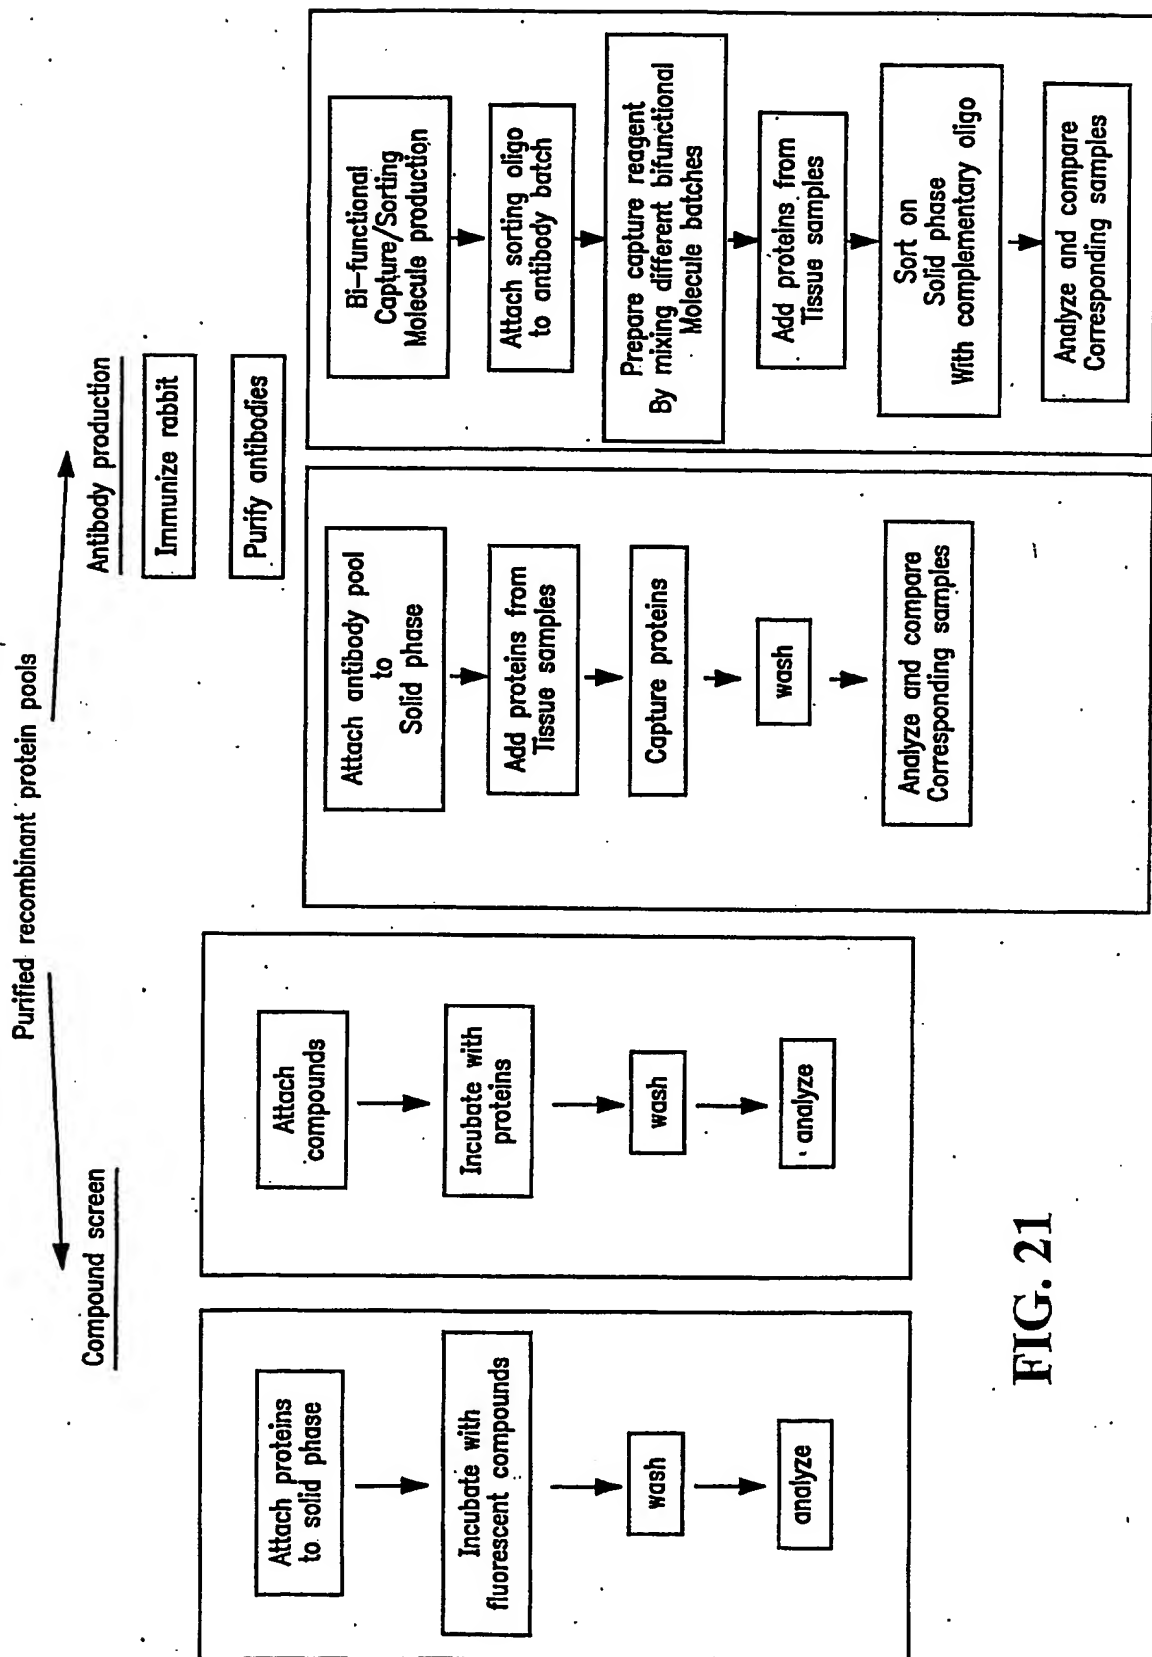 Purified recombinant protein pools
Compound screen
Attach proteins
to solid phase
Incubate with
fluorescent compounds
wash
analyze
Attach
compounds
Incubate with
proteins
wash
analyze
Antibody production
Immunize rabbit
Purify antibodies
Attach antibody pool
to
Solid phase
Add proteins from
Tissue samples
Capture proteins
wash
Analyze and compare
Corresponding samples
Bi-functional
Capture/Sorting
Molecule production
Attach sorting oligo
to antibody batch
Prepare capture reagent
By mixing different bifunctional
Molecule batches
Add proteins from
Tissue samples
Sort on
Solid phase
With complementary oligo
Analyze and compare
Corresponding samples
FIG. 21